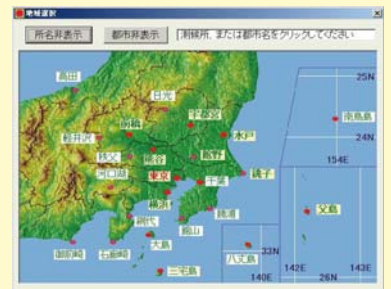 地域選択
所名非表示 都市非表示 測候所、または都市名をクリックしてください
高田
日光
25N
南鳥島
軽井沢 前橋 宇都宮 水戸
24N
秩父 熊谷 館野
154E
河口湖 東京 千葉 銚子
横浜
網代 勝浦
館山
父島
御前崎 石廊崎 大島
八丈島 33N
三宅島
140E
142E 143E
26N